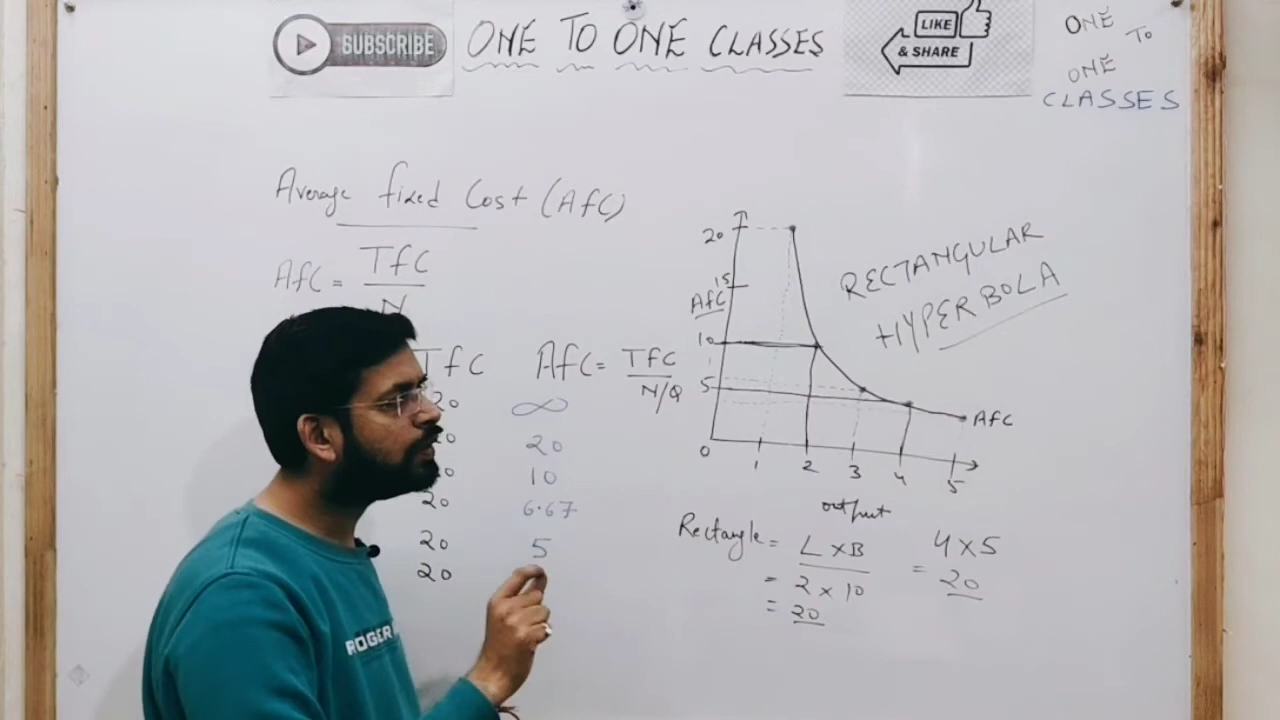 SUBSCRIBE
ONE TO ONE CLASSES
LIKE
& SHARE
ONE
TO
ONE
CLASSES
Average fixed Cost (AfC)
AfC = TfC
N
TfC
AfC = TfC
N/Q
20
∞
20
10
20
6.67
20
5
20
20
15
AfC
10
5
0
1
2
3
4
5
AfC
output
RECTANGULAR
HYPERBOLA
Rectangle = L × B
= 2 × 10
= 20
4 × 5
= 20